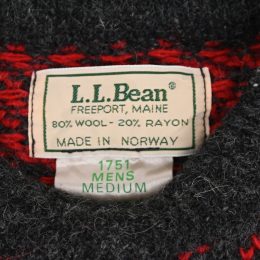 L.L.Bean®
FREEPORT, MAINE
80% WOOL - 20% RAYON
MADE IN NORWAY
1751
MENS
MEDIUM